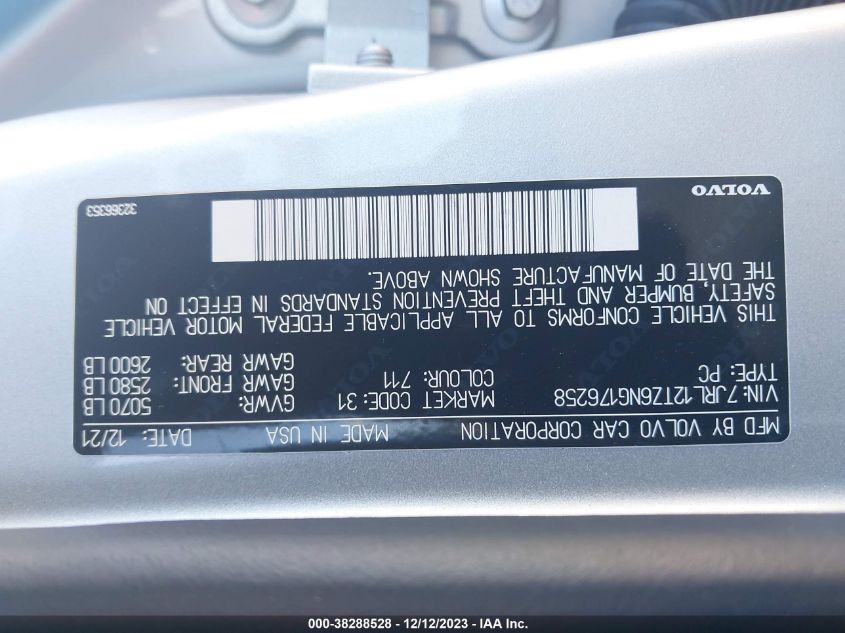 MFD BY VOLVO CAR CORPORATION MADE IN USA DATE: 12/21
VIN: 7JRL12TZ6NG176258 MARKET CODE: 31 GVWR: 5070 LB
TYPE: PC COLOUR: 711 GAWR FRONT: 2580 LB
GAWR REAR: 2600 LB
THIS VEHICLE CONFORMS TO ALL APPLICABLE FEDERAL MOTOR VEHICLE
SAFETY, BUMPER AND THEFT PREVENTION STANDARDS IN EFFECT ON
THE DATE OF MANUFACTURE SHOWN ABOVE.
VOLVO
32366353
000-38288528 - 12/12/2023 - IAA Inc.